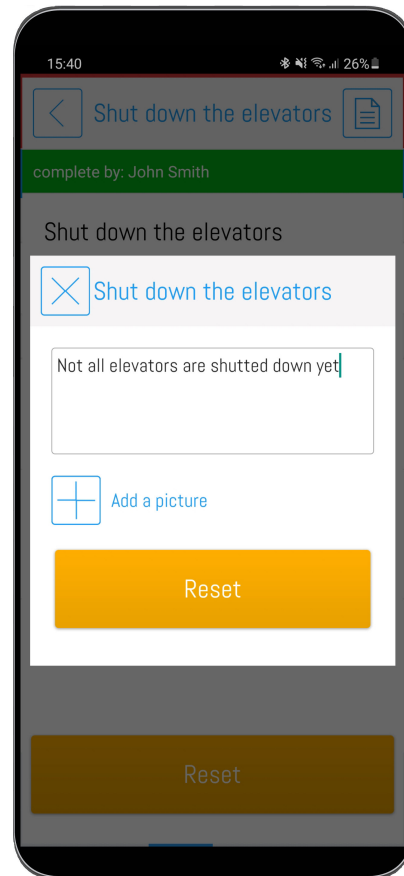 15:40 26%
Shut down the elevators
complete by: John Smith
Shut down the elevators
Shut down the elevators
Not all elevators are shutted down yet
Add a picture
Reset
Reset